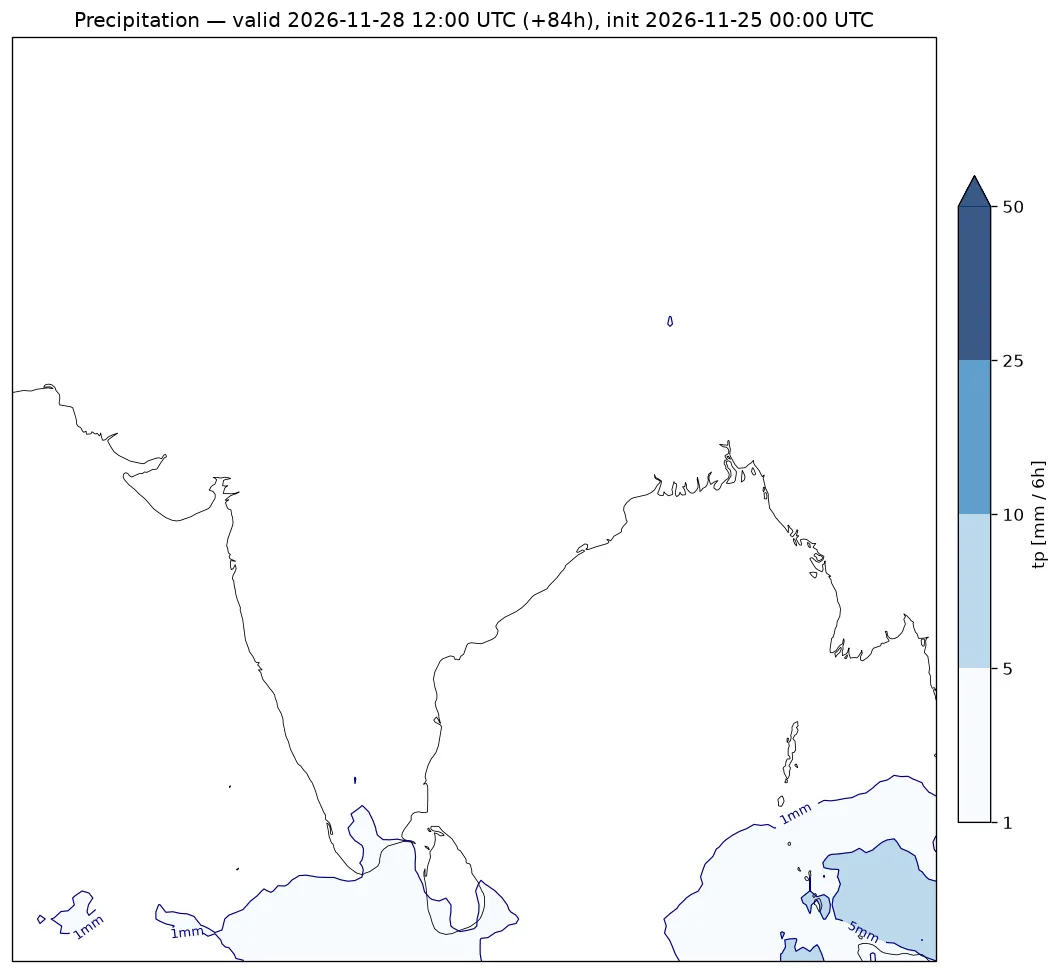 Precipitation — valid 2026-11-28 12:00 UTC (+84h), init 2026-11-25 00:00 UTC
50
25
10
5
1
tp [mm / 6h]
1mm
1mm
1mm
5mm